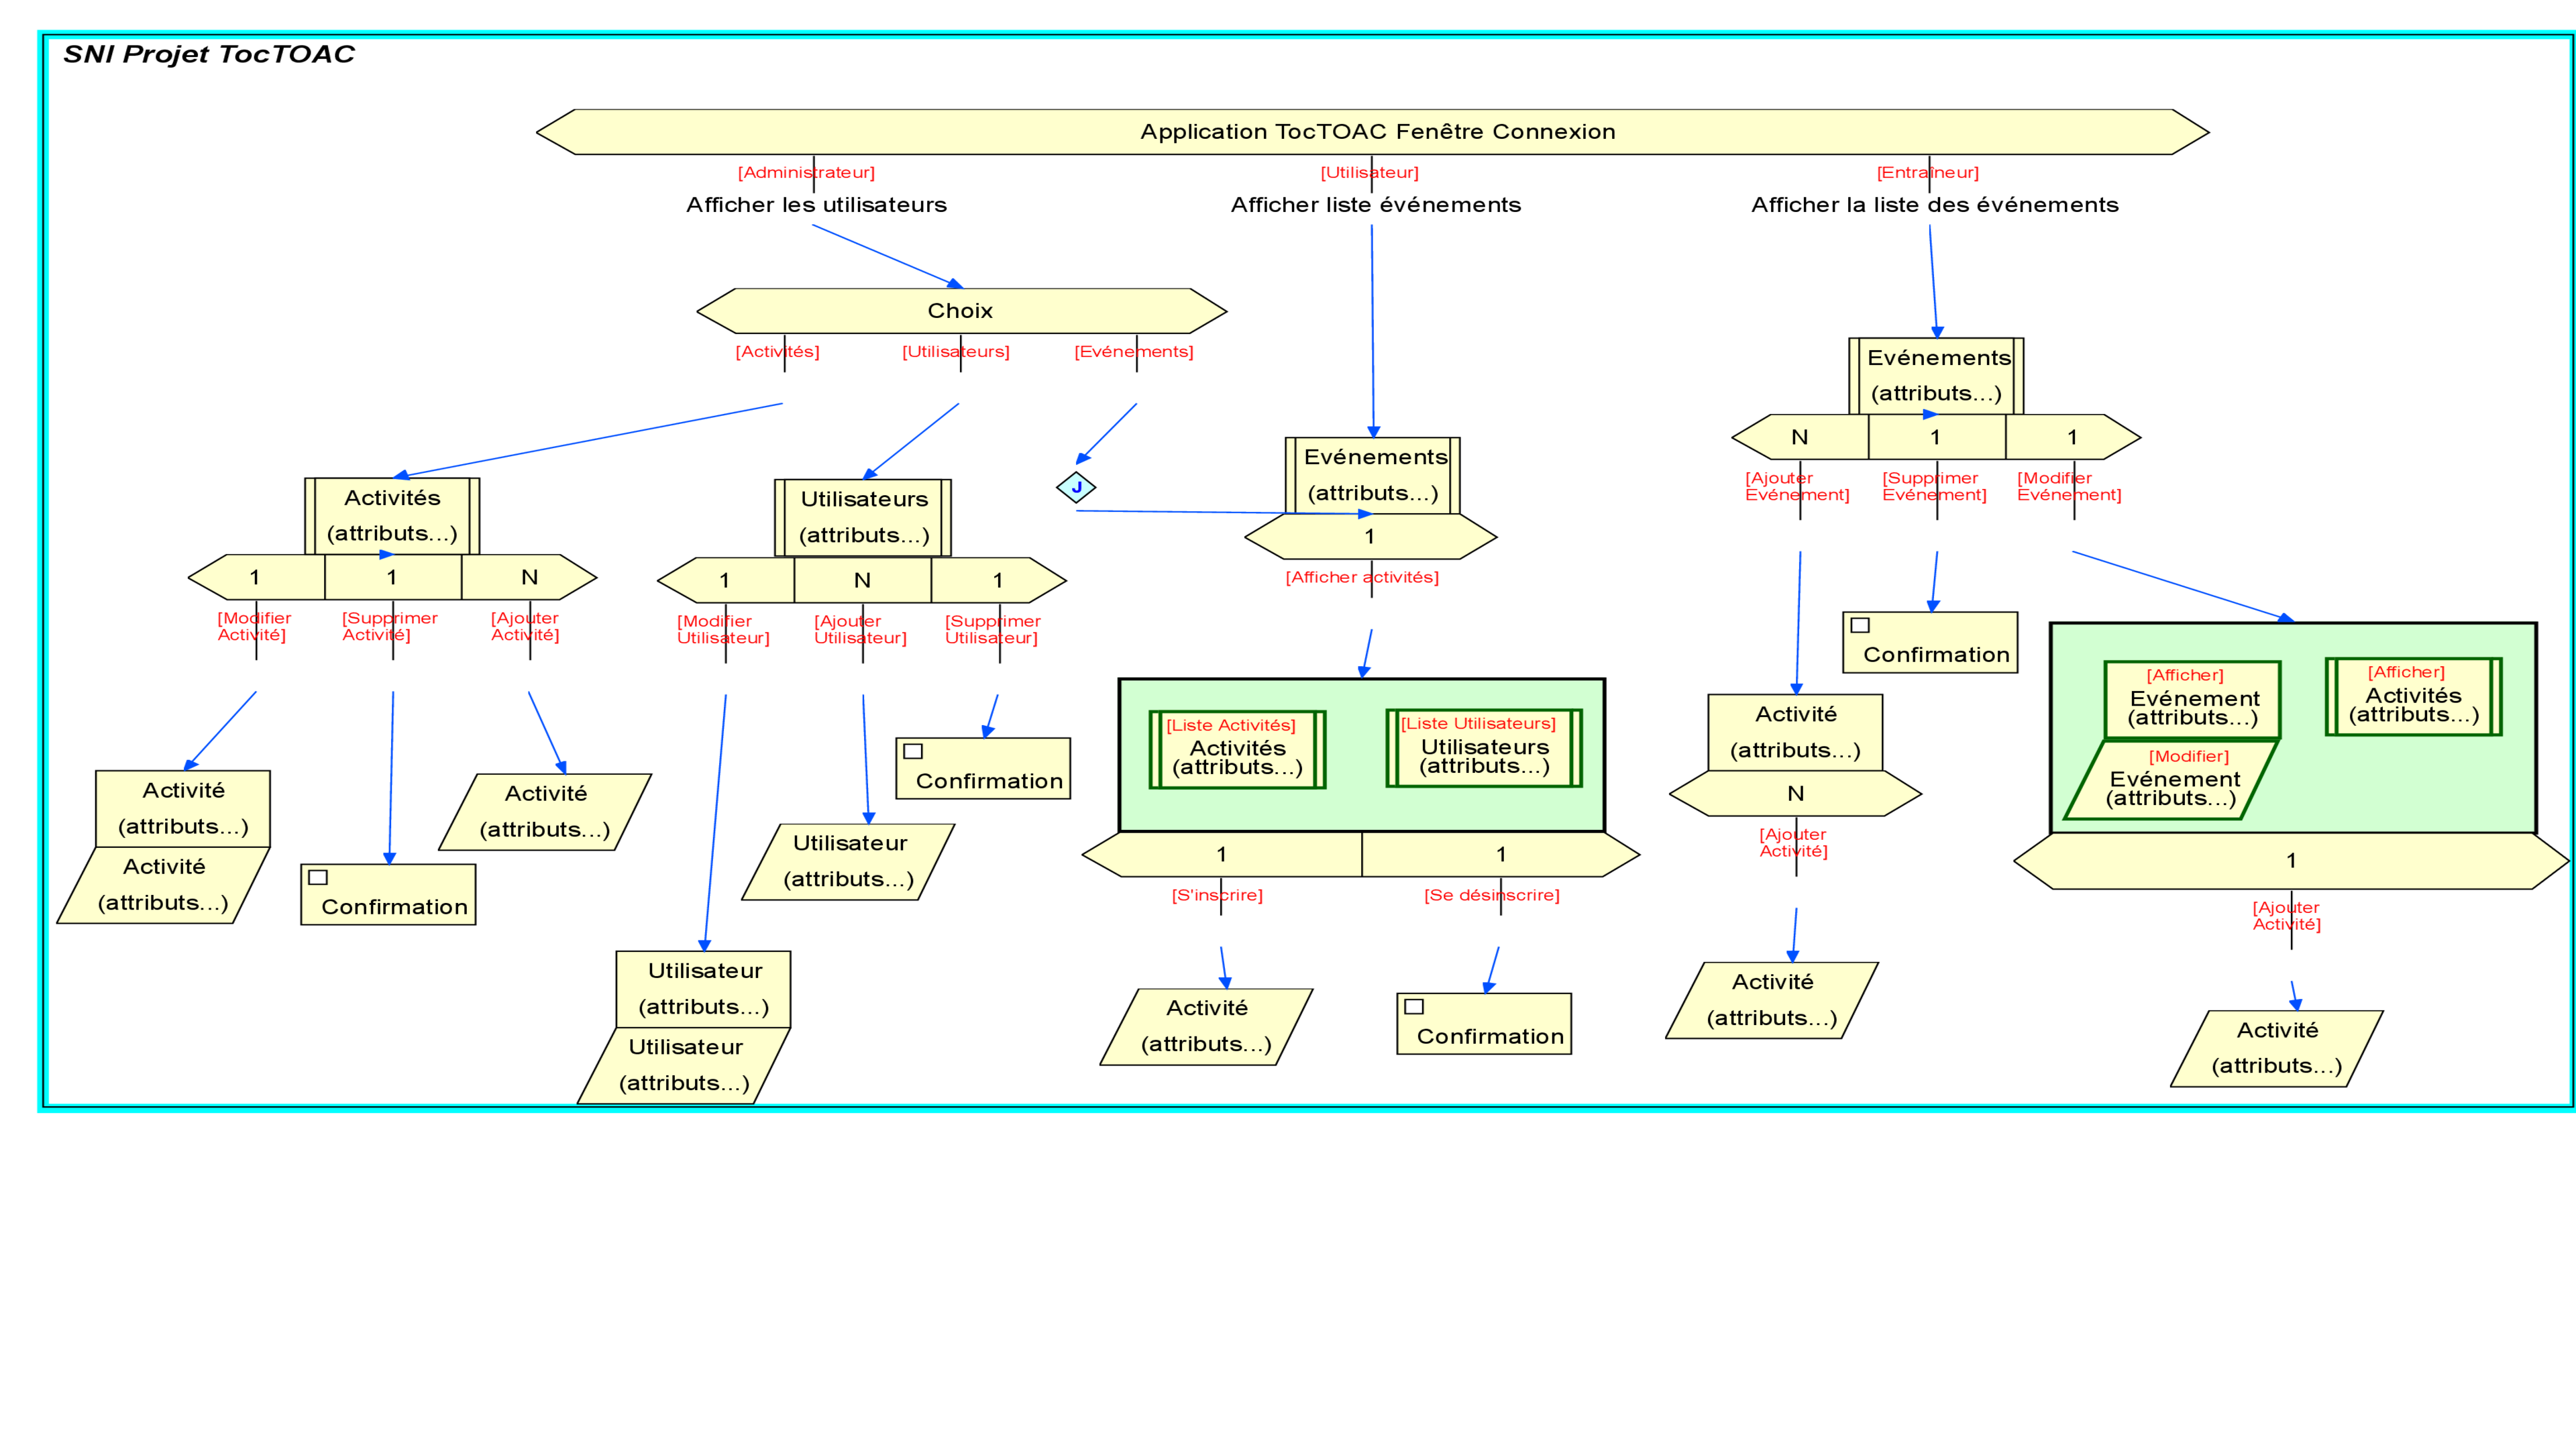 SNI Projet TocTOAC
Application TocTOAC Fenêtre Connexion
[Administrateur]
[Utilisateur]
[Entraîneur]
Afficher les utilisateurs
Afficher liste événements
Afficher la liste des événements
Choix
[Activités]
[Utilisateurs]
[Evénements]
Evénements
(attributs...)
N
1
1
[Ajouter
Evénement]
[Supprimer
Evénement]
[Modifier
Evénement]
Activités
(attributs...)
1
1
N
[Modifier
Activité]
[Supprimer
Activité]
[Ajouter
Activité]
Utilisateurs
(attributs...)
1
N
1
[Modifier
Utilisateur]
[Ajouter
Utilisateur]
[Supprimer
Utilisateur]
J
Evénements
(attributs...)
1
[Afficher activités]
Confirmation
[Afficher]
Evénement
(attributs...)
[Afficher]
Activités
(attributs...)
[Modifier]
Evénement
(attributs...)
1
[Ajouter
Activité]
[Liste Activités]
Activités
(attributs...)
[Liste Utilisateurs]
Utilisateurs
(attributs...)
1
1
[S'inscrire]
[Se désinscrire]
Activité
(attributs...)
N
[Ajouter
Activité]
Activité
(attributs...)
Activité
(attributs...)
Confirmation
Activité
(attributs...)
Confirmation
Utilisateur
(attributs...)
Utilisateur
(attributs...)
Utilisateur
(attributs...)
Activité
(attributs...)
Confirmation
Activité
(attributs...)
Activité
(attributs...)